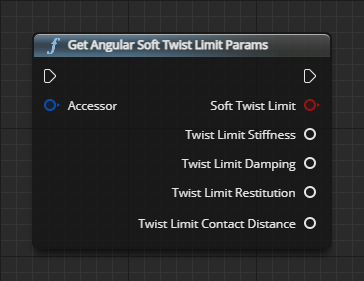 Get Angular Soft Twist Limit Params
Accessor
Soft Twist Limit
Twist Limit Stiffness
Twist Limit Damping
Twist Limit Restitution
Twist Limit Contact Distance